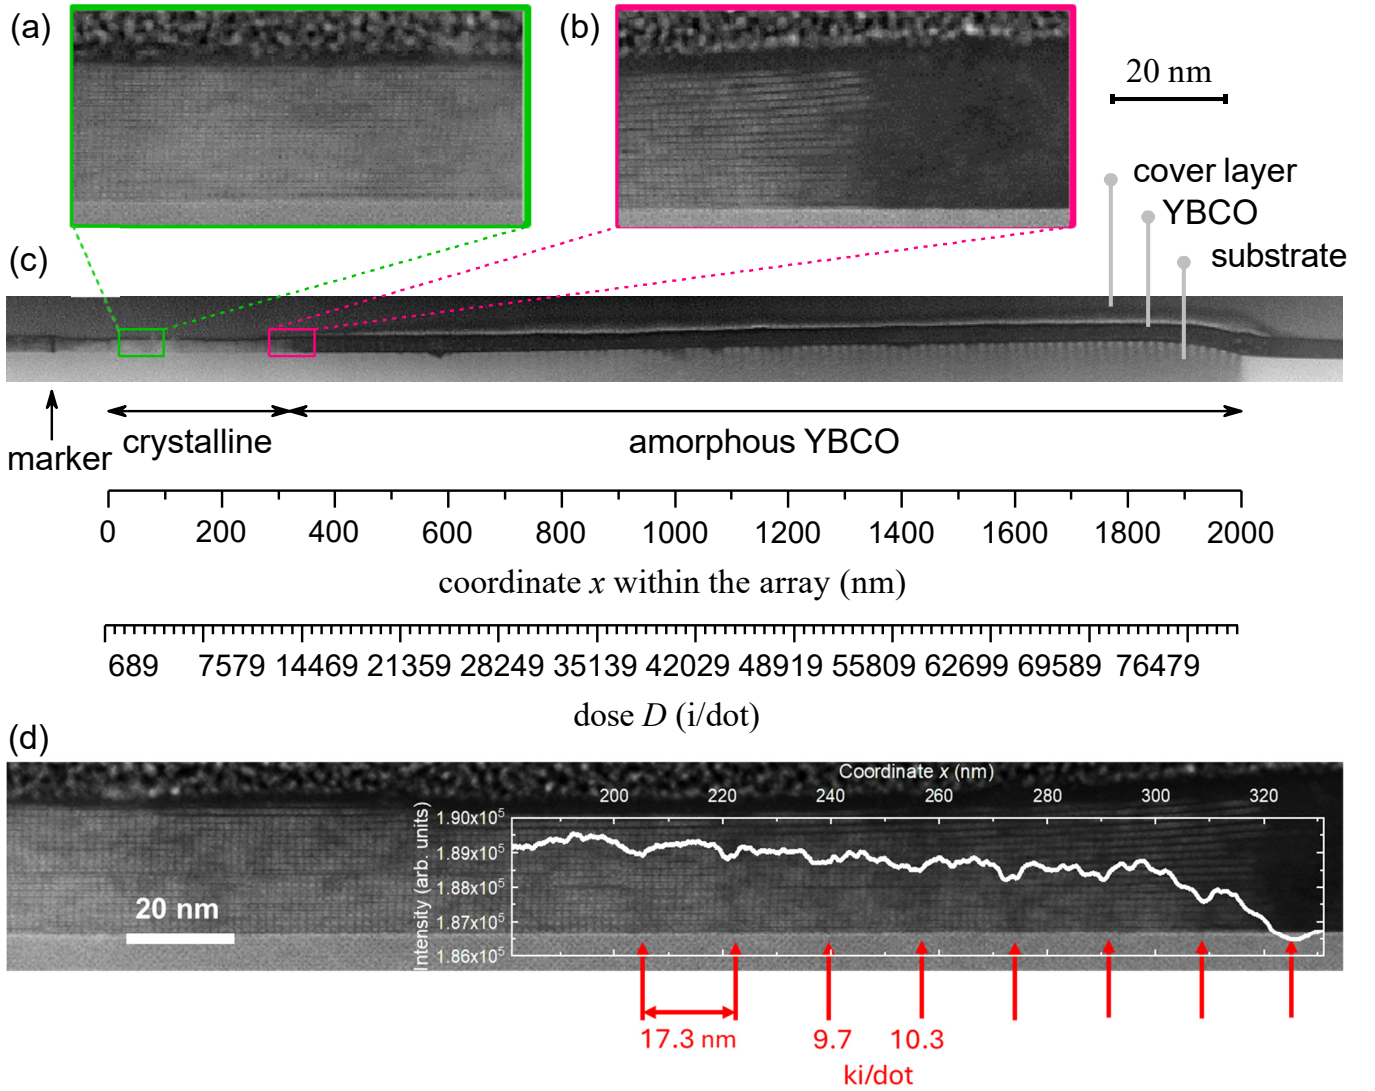 (a)
(b)
20 nm
cover layer
YBCO
substrate
(c)
marker
crystalline
amorphous YBCO
0 200 400 600 800 1000 1200 1400 1600 1800 2000
coordinate x within the array (nm)
689 7579 14469 21359 28249 35139 42029 48919 55809 62699 69589 76479
dose D (i/dot)
(d)
Coordinate x (nm)
200 220 240 260 280 300 320
Intensity (arb. units)
1.90x10⁵
1.89x10⁵
1.88x10⁵
1.87x10⁵
1.86x10⁵
20 nm
17.3 nm
9.7
10.3
ki/dot